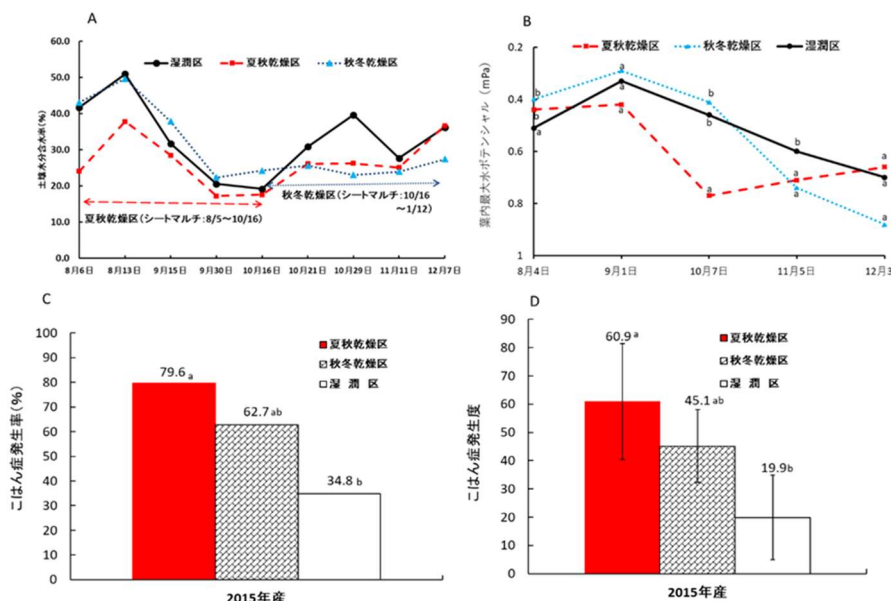 A
60.0
50.0
40.0
30.0
20.0
10.0
0.0
土壌水分含水率(%)
湿潤区
夏秋乾燥区
秋冬乾燥区
夏秋乾燥区(シートマルチ:8/5～10/16)
秋冬乾燥区(シートマルチ:10/16
～1/12)
8月6日
8月13日
9月15日
9月30日
10月16日
10月21日
10月29日
11月11日
12月7日
B
0.2
0.4
0.6
0.8
1
葉内最大水ポテンシャル (mPa)
夏秋乾燥区
秋冬乾燥区
湿潤区
b
b
a
a
a
a
b
b
a
a
a
a
a
a
a
8月4日
9月1日
10月7日
11月5日
12月3
C
100
90
80
70
60
50
40
30
20
10
0
こはん症発生率(%)
夏秋乾燥区
秋冬乾燥区
湿 潤 区
79.6 a
62.7 ab
34.8 b
2015年産
D
90
80
70
60
50
40
30
20
10
0
こはん症発生度
夏秋乾燥区
秋冬乾燥区
湿 潤 区
60.9 a
45.1 ab
19.9 b
2015年産